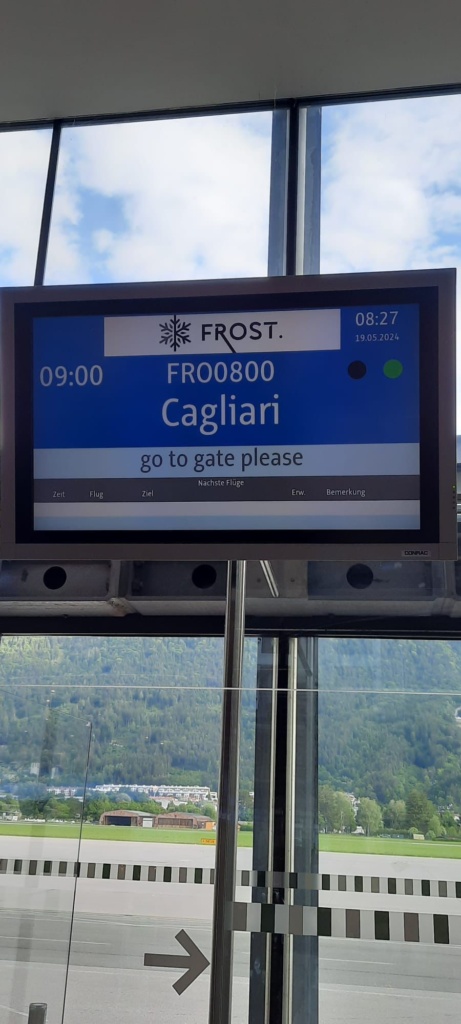 FROST.
08:27
19.05.2024
09:00 FRO0800
Cagliari
go to gate please
Nächste Flüge
Zeit Flug Ziel Erw. Bemerkung
DONRAC